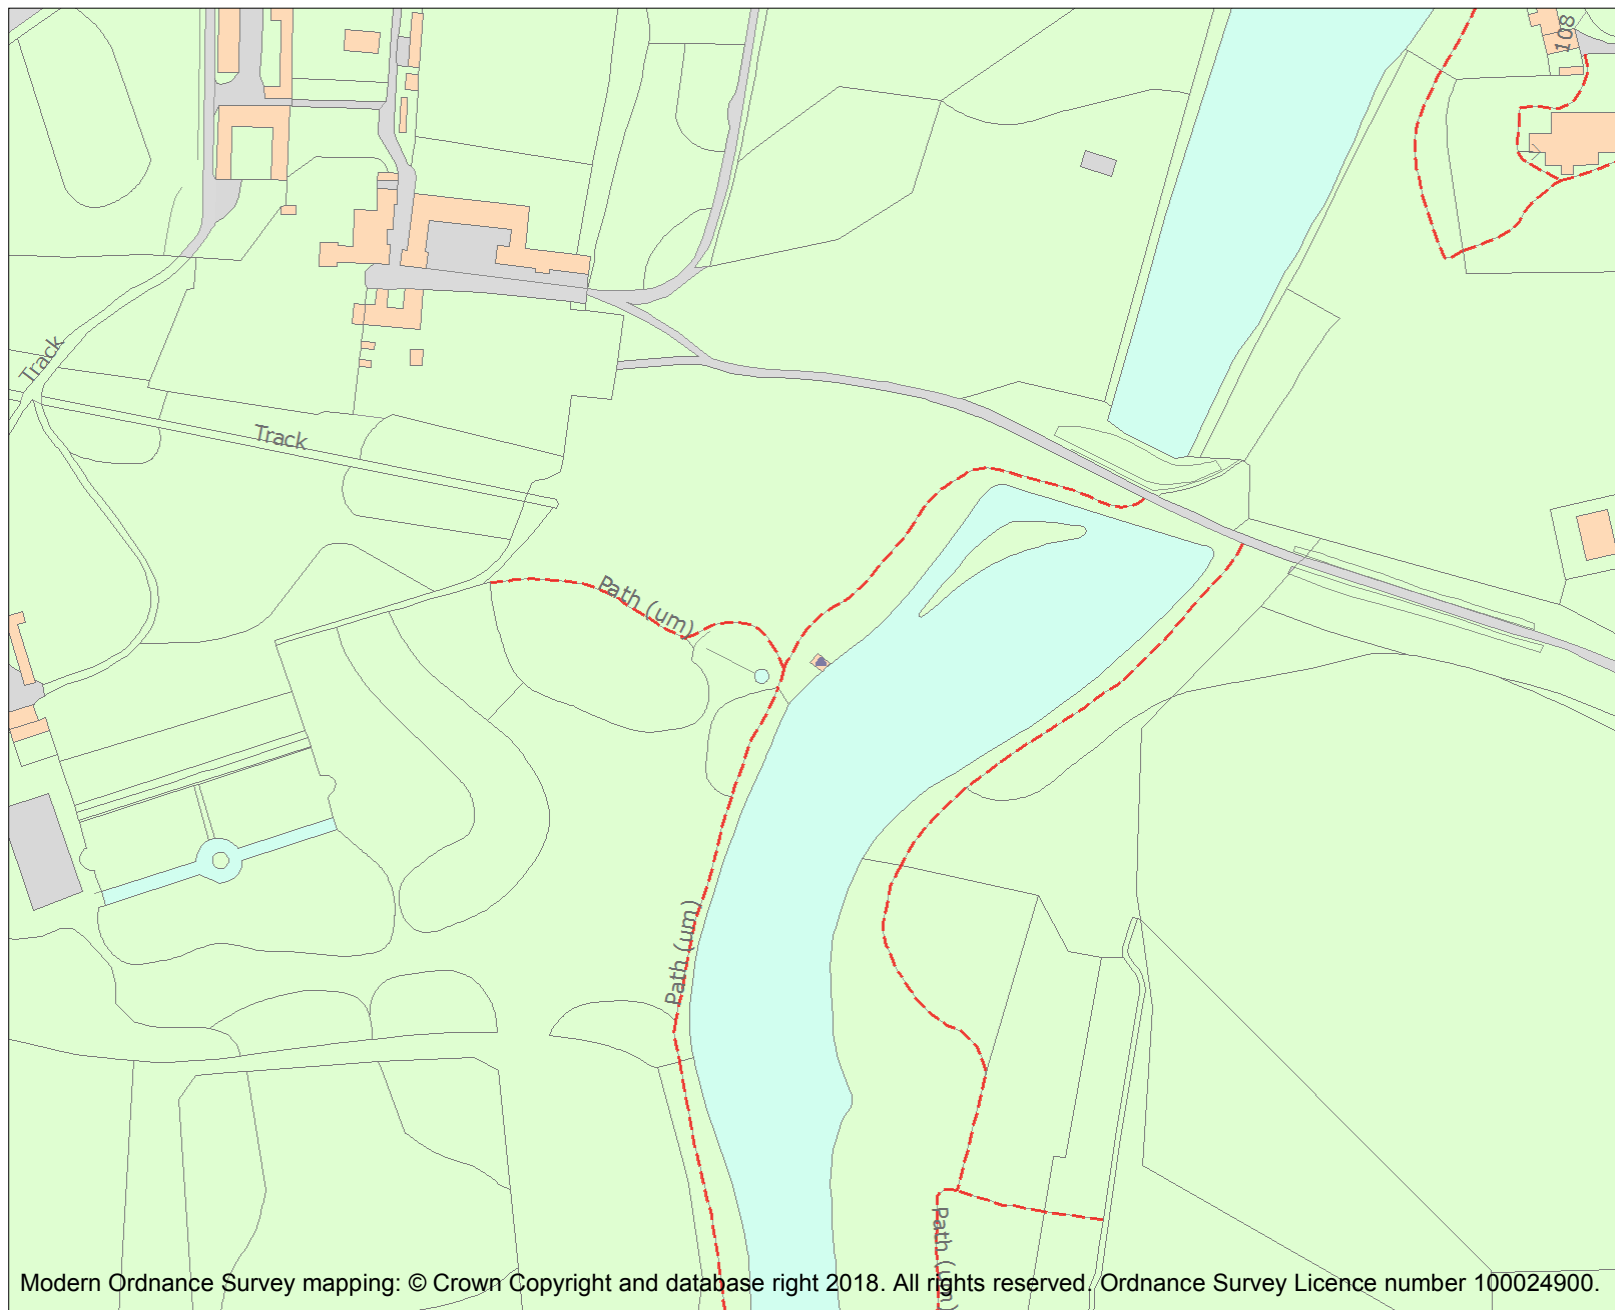 108
Track
Track
Path (um)
Path (um)
Path (um)
Modern Ordnance Survey mapping: © Crown Copyright and database right 2018. All rights reserved. Ordnance Survey Licence number 100024900.